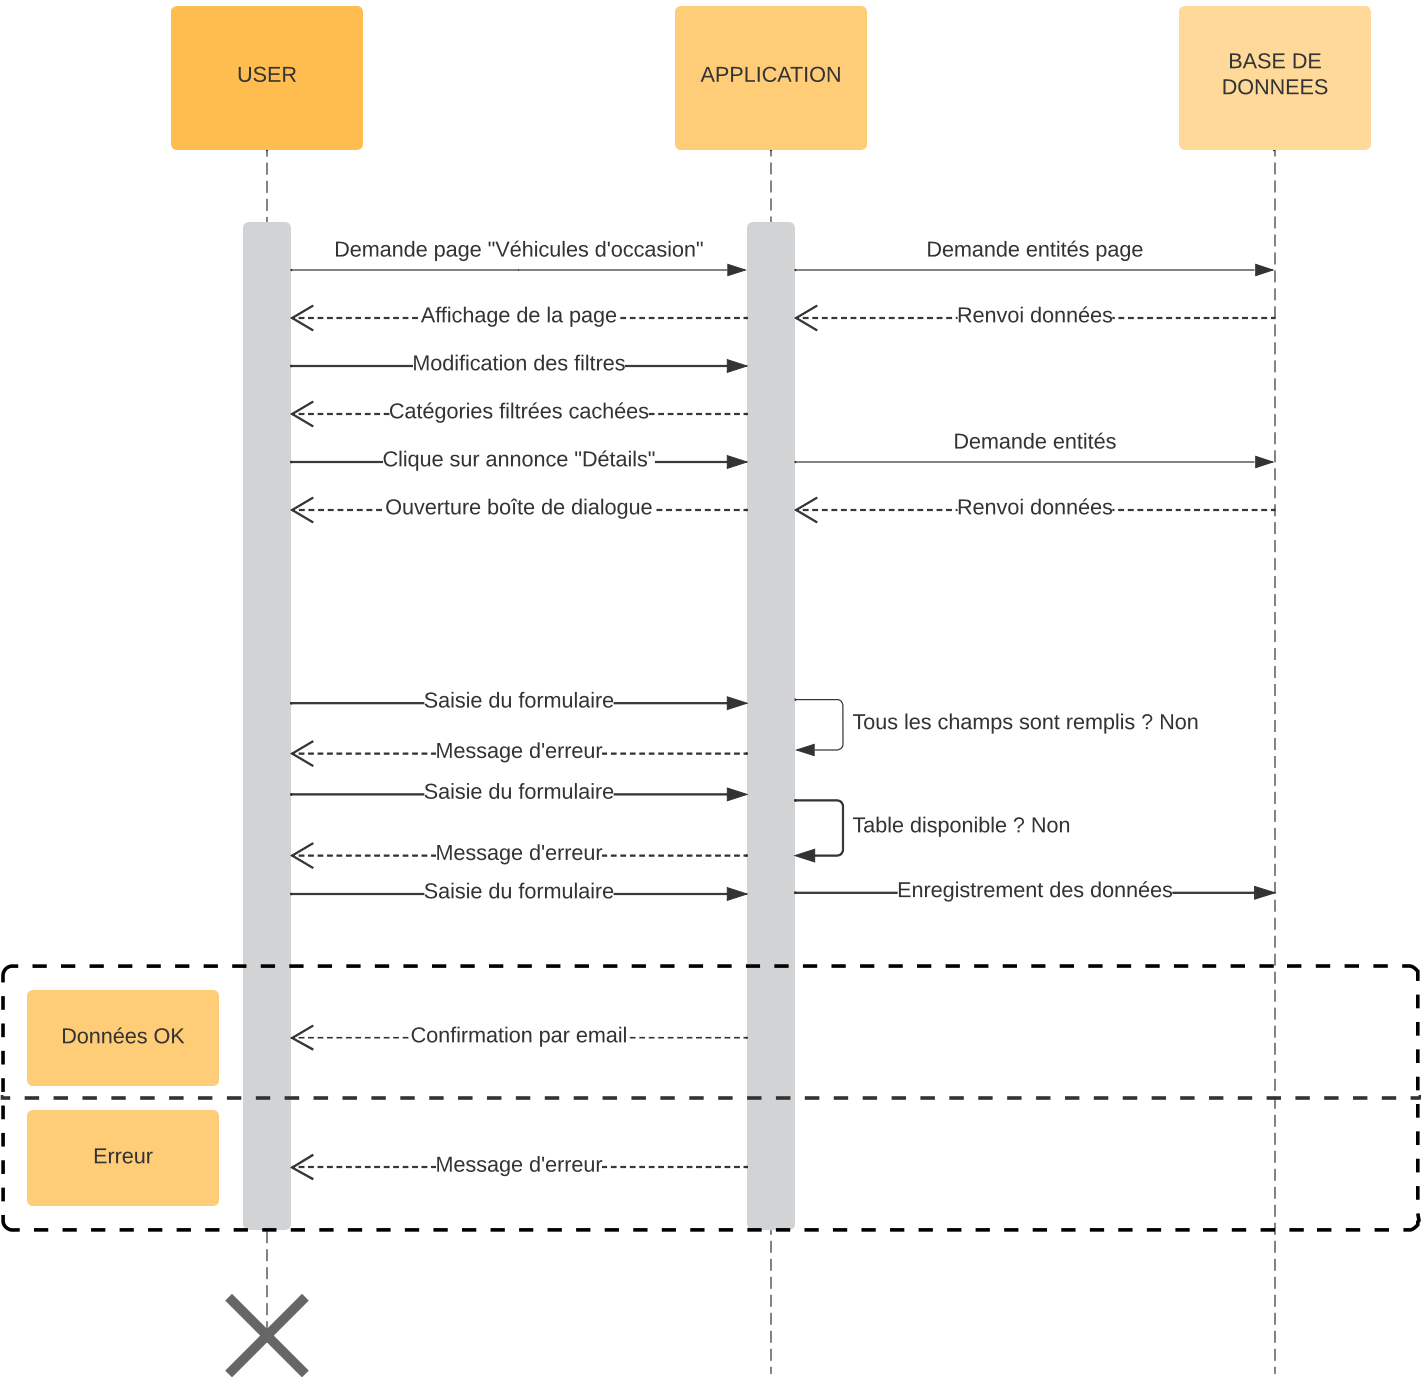 USER
APPLICATION
BASE DE
DONNEES
Demande page "Véhicules d'occasion"
Demande entités page
Affichage de la page
Renvoi données
Modification des filtres
Catégories filtrées cachées
Clique sur annonce "Détails"
Demande entités
Ouverture boîte de dialogue
Renvoi données
Saisie du formulaire
Tous les champs sont remplis ? Non
Message d'erreur
Saisie du formulaire
Table disponible ? Non
Message d'erreur
Saisie du formulaire
Enregistrement des données
Données OK
Confirmation par email
Erreur
Message d'erreur